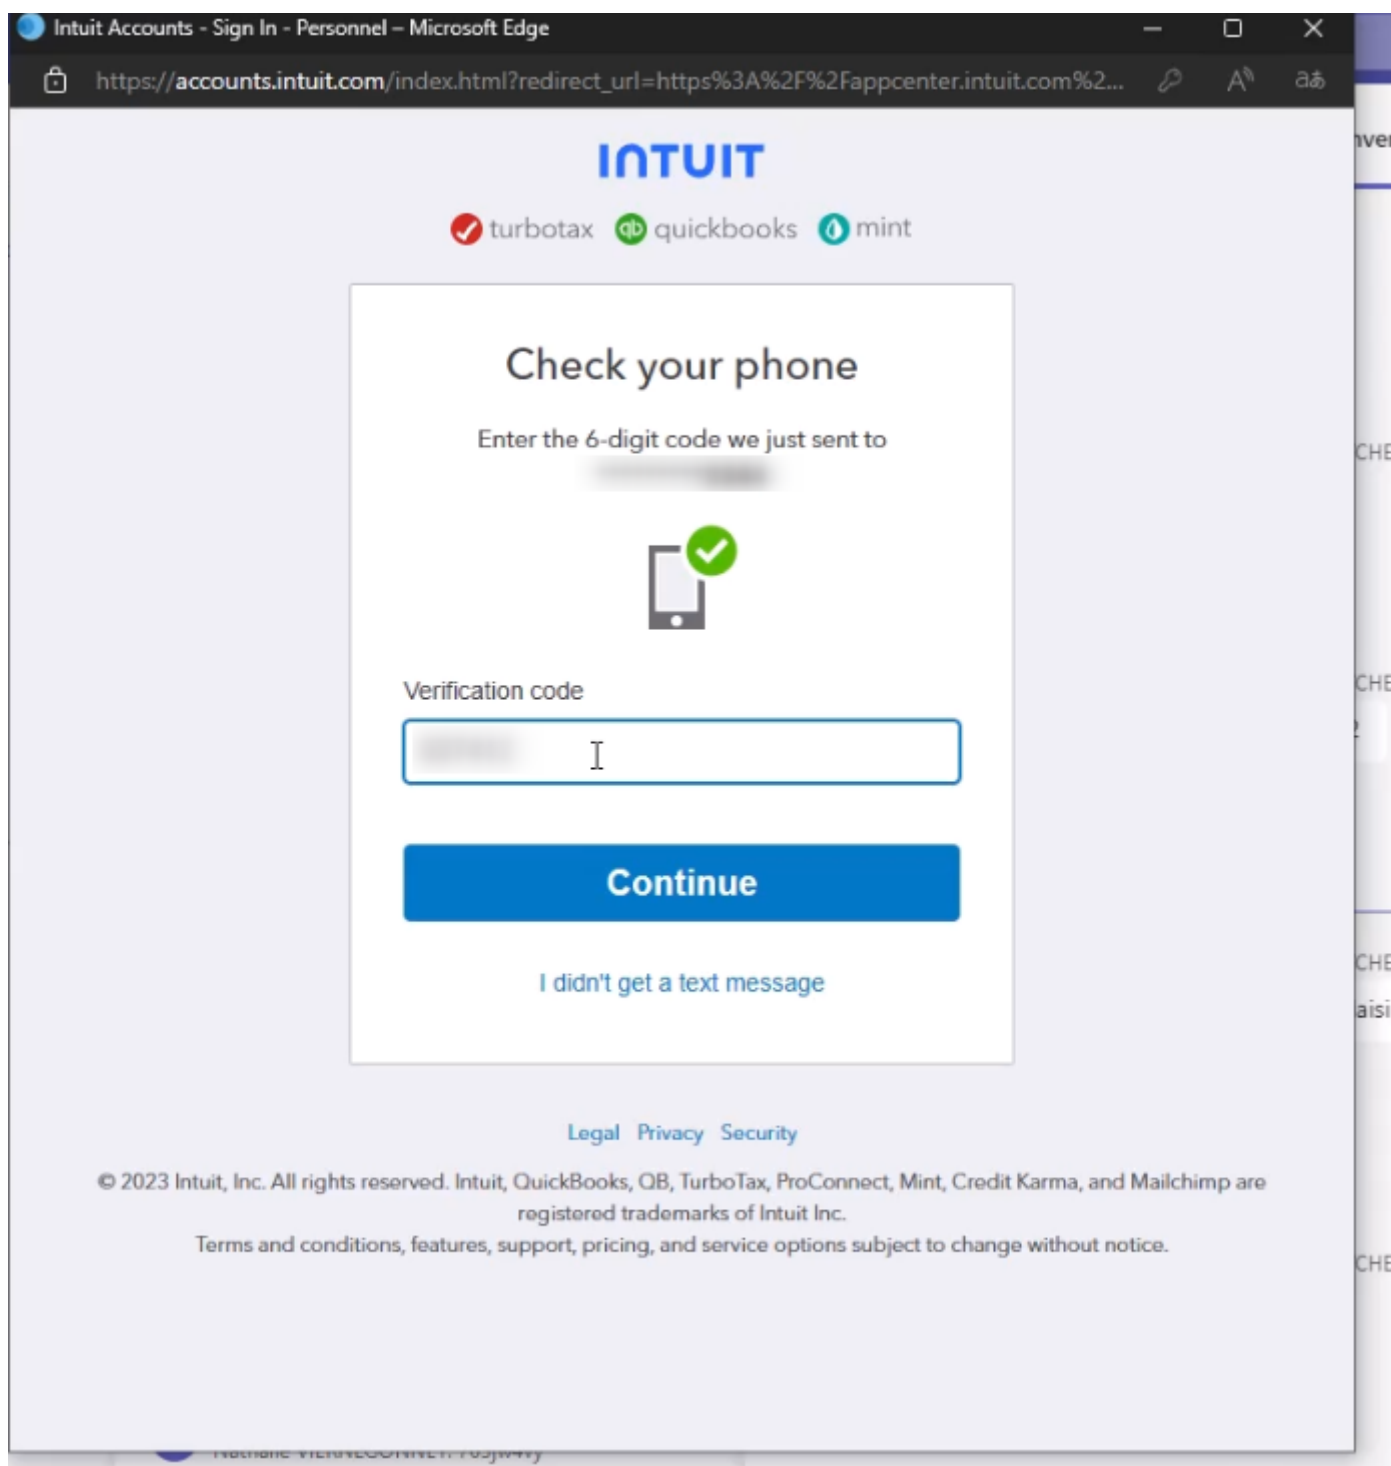 Intuit Accounts - Sign In - Personnel – Microsoft Edge
https://accounts.intuit.com/index.html?redirect_url=https%3A%2F%2Fappcenter.intuit.com%2...
INTUIT
turbotax quickbooks mint
Check your phone
Enter the 6-digit code we just sent to
Verification code
Continue
I didn't get a text message
Legal Privacy Security
© 2023 Intuit, Inc. All rights reserved. Intuit, QuickBooks, QB, TurboTax, ProConnect, Mint, Credit Karma, and Mailchimp are
registered trademarks of Intuit Inc.
Terms and conditions, features, support, pricing, and service options subject to change without notice.